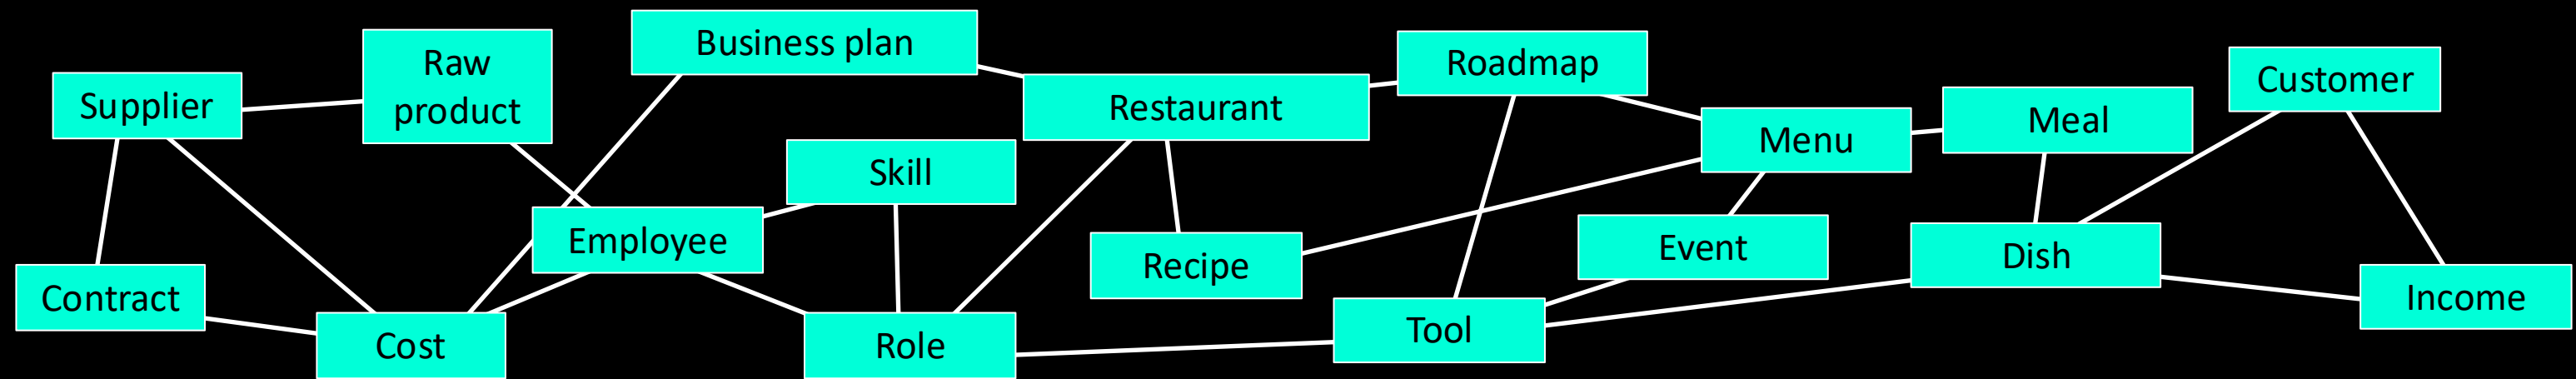 Supplier
Raw
product
Business plan
Restaurant
Roadmap
Menu
Meal
Customer
Skill
Employee
Recipe
Event
Dish
Contract
Cost
Role
Tool
Income